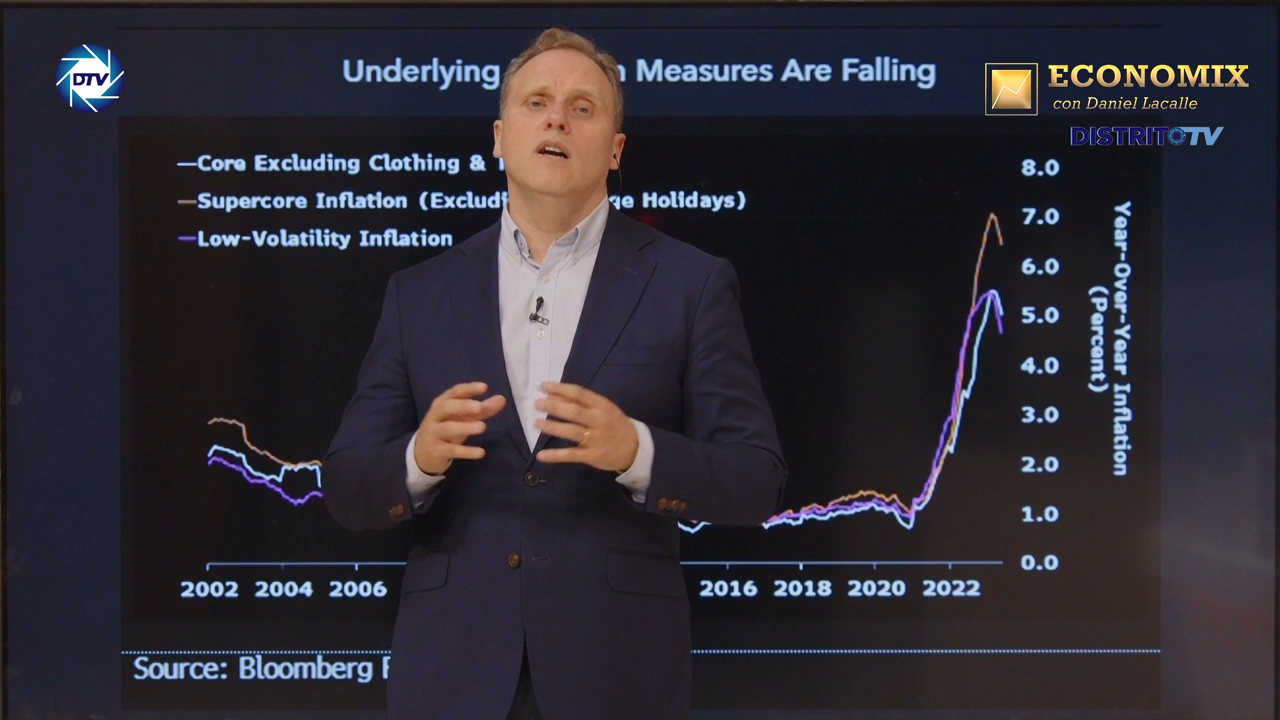 DTV
Underlying Measures Are Falling
ECONOMIX
con Daniel Lacalle
DISTRITO TV
Core Excluding Clothing &
Supercore Inflation (Excludi ge Holidays)
Low-Volatility Inflation
8.0
7.0
6.0
5.0
4.0
3.0
2.0
1.0
0.0
Year-Over-Year Inflation
(Percent)
2002 2004 2006 2016 2018 2020 2022
Source: Bloomberg